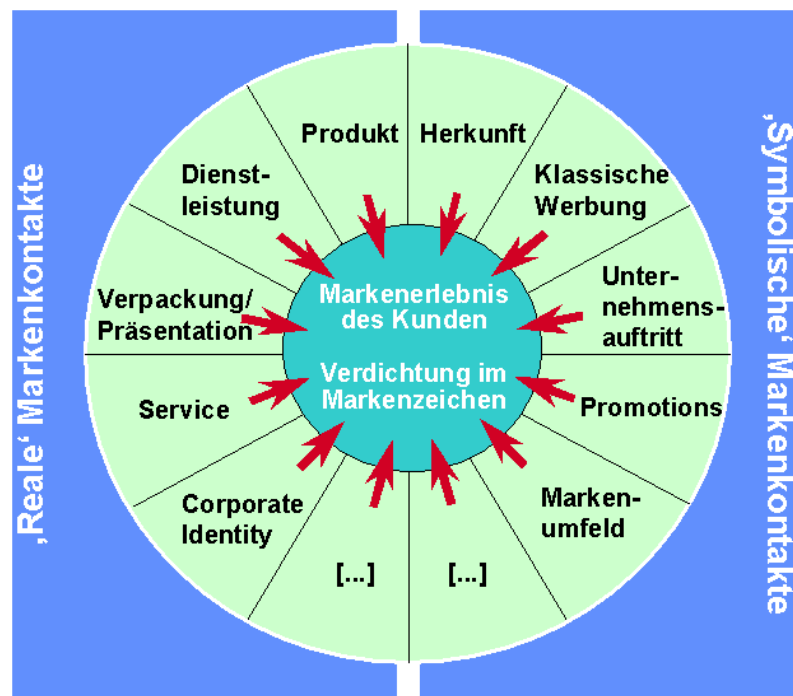 ‚Reale‘ Markenkontakte
Produkt
Dienst-
leistung
Verpackung/
Präsentation
Service
Corporate
Identity
[...]
Markenerlebnis
des Kunden
Verdichtung im
Markenzeichen
Herkunft
Klassische
Werbung
Unter-
nehmens-
auftritt
Promotions
Marken-
umfeld
[...]
‚Symbolische‘ Markenkontakte